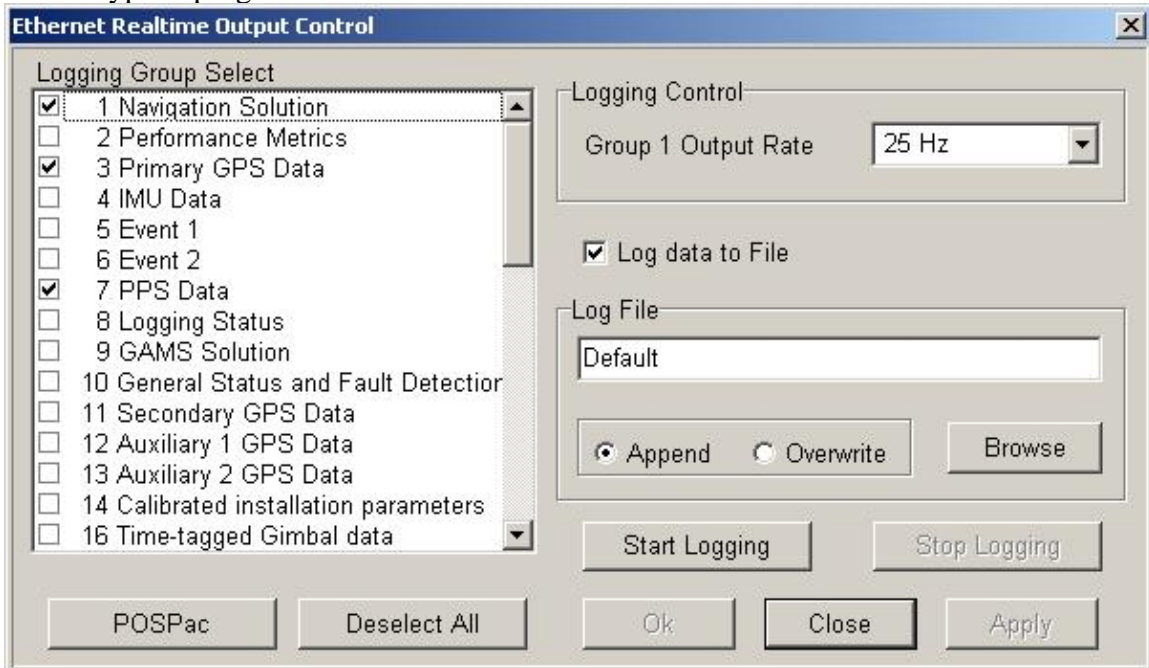 Ethernet Realtime Output Control
Logging Group Select
1 Navigation Solution
2 Performance Metrics
3 Primary GPS Data
4 IMU Data
5 Event 1
6 Event 2
7 PPS Data
8 Logging Status
9 GAMS Solution
10 General Status and Fault Detection
11 Secondary GPS Data
12 Auxiliary 1 GPS Data
13 Auxiliary 2 GPS Data
14 Calibrated installation parameters
16 Time-tagged Gimbal data
POSPac
Deselect All
Logging Control
Group 1 Output Rate
25 Hz
Log data to File
Log File
Default
Append
Overwrite
Browse
Start Logging
Stop Logging
Ok
Close
Apply